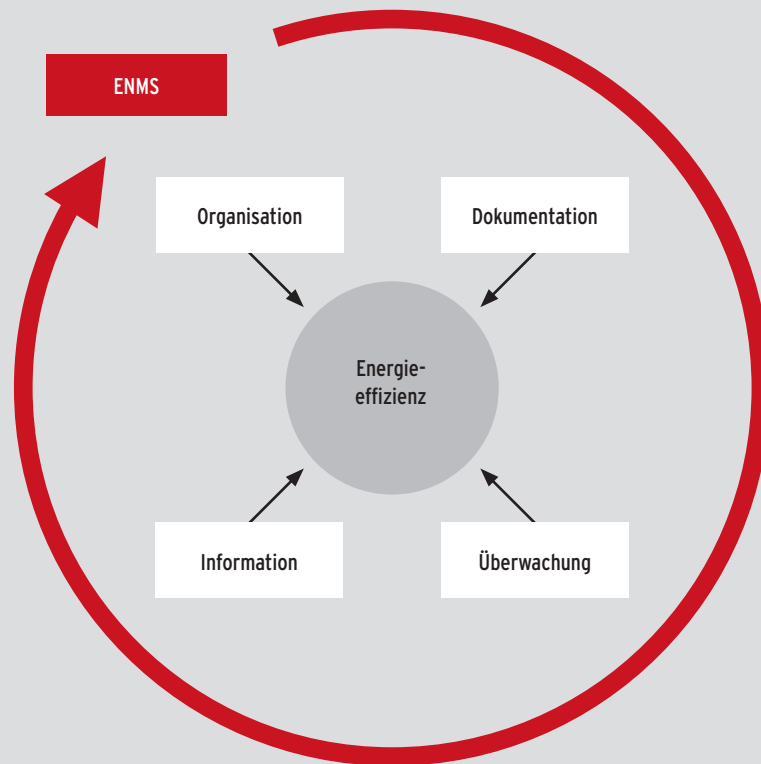 ENMS
Organisation
Dokumentation
Energie-
effizienz
Information
Überwachung